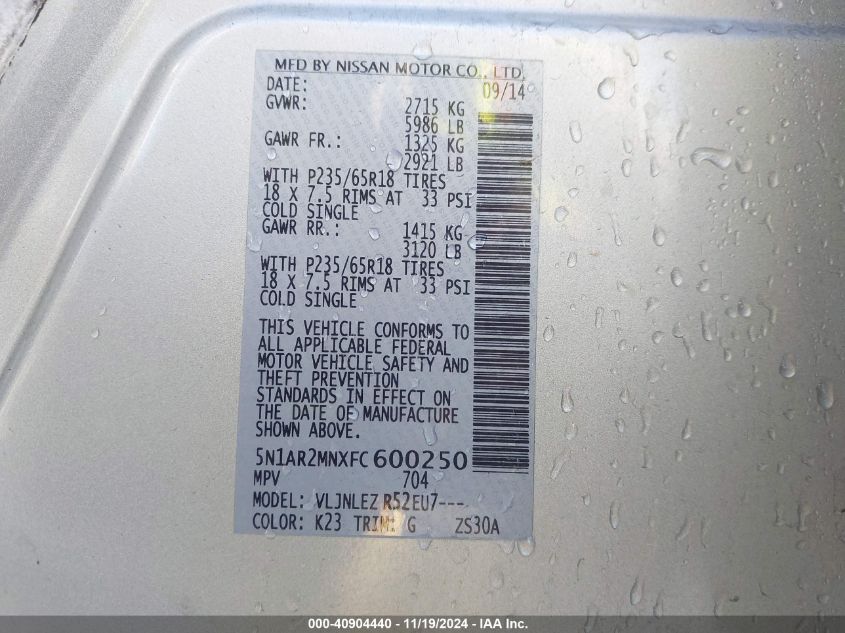 MFD BY NISSAN MOTOR CO., LTD.
DATE: 09/14
GVWR: 2715 KG
5986 LB
GAWR FR.: 1325 KG
2921 LB
WITH P235/65R18 TIRES
18 X 7.5 RIMS AT 33 PSI
COLD SINGLE
GAWR RR.: 1415 KG
3120 LB
WITH P235/65R18 TIRES
18 X 7.5 RIMS AT 33 PSI
COLD SINGLE
THIS VEHICLE CONFORMS TO
ALL APPLICABLE FEDERAL
MOTOR VEHICLE SAFETY AND
THEFT PREVENTION
STANDARDS IN EFFECT ON
THE DATE OF MANUFACTURE
SHOWN ABOVE.
5N1AR2MNXFC 600250
MPV 704
MODEL: VLJNLEZ R52EU7---
COLOR: K23 TRIM: G ZS30A
000-40904440 - 11/19/2024 - IAA Inc.